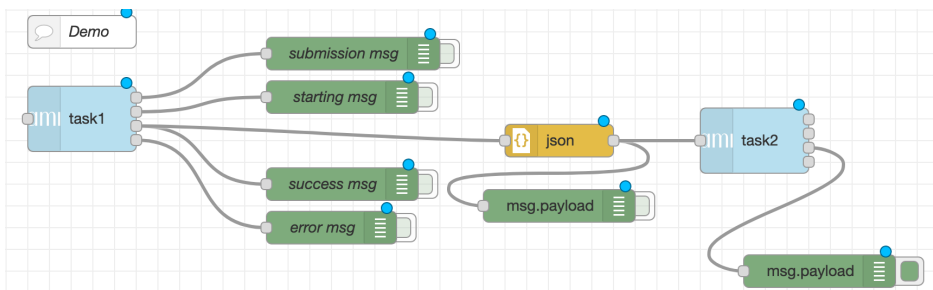 Demo
submission msg
starting msg
task1
json
task2
success msg
msg.payload
error msg
msg.payload